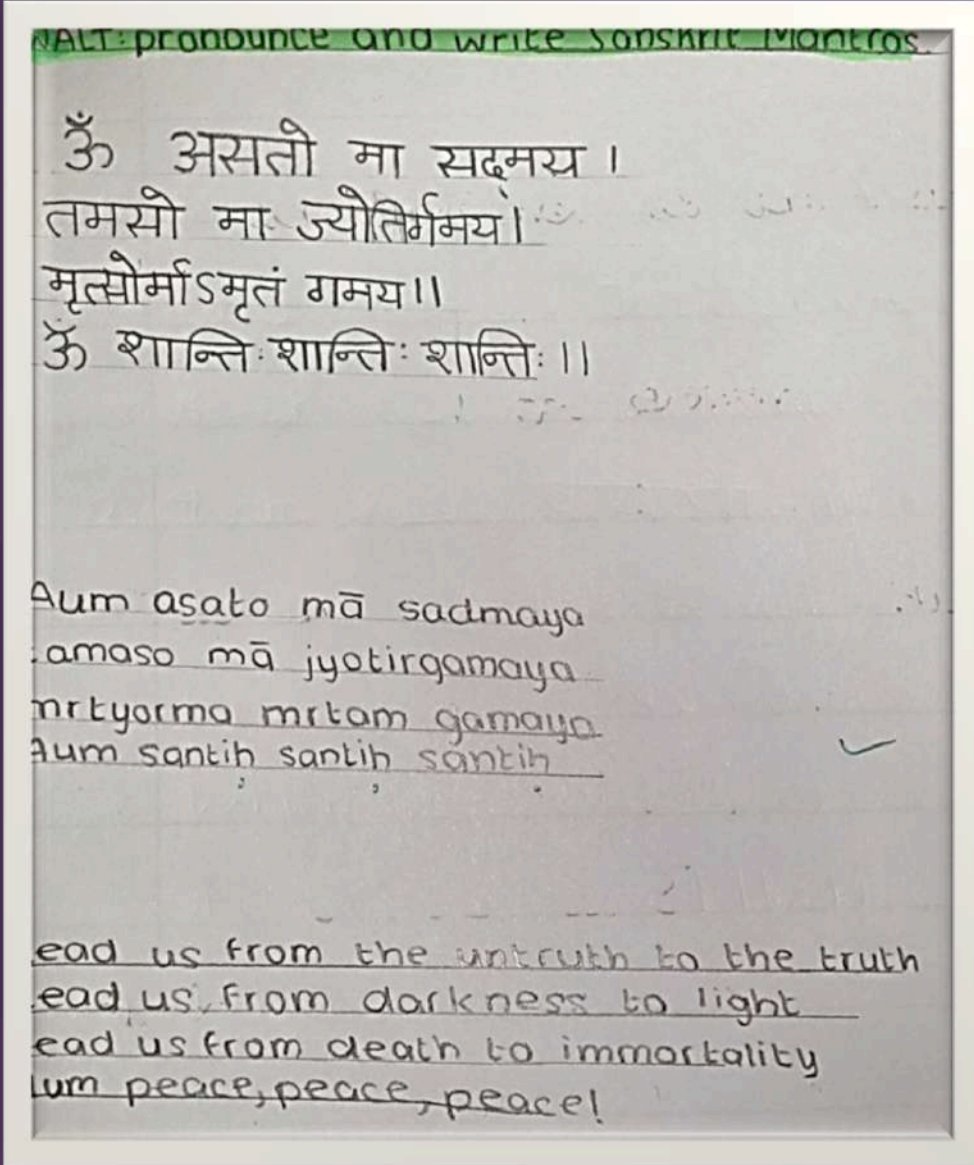 WALT: pronounce and write Sanskrit Mantras.
ॐ असतो मा सद्मय ।
तमसो मा ज्योतिर्गमय।
मृत्योर्माऽमृतं गमय।।
ॐ शान्तिः शान्तिः शान्तिः ।।
Aum asato mā sadmaya
amaso mā jyotirgamaya
mrtyorma mrtam gamaya
Aum santih santih santih
ead us from the untruth to the truth
ead us from darkness to light
ead us from death to immortality
um peace, peace, peace!